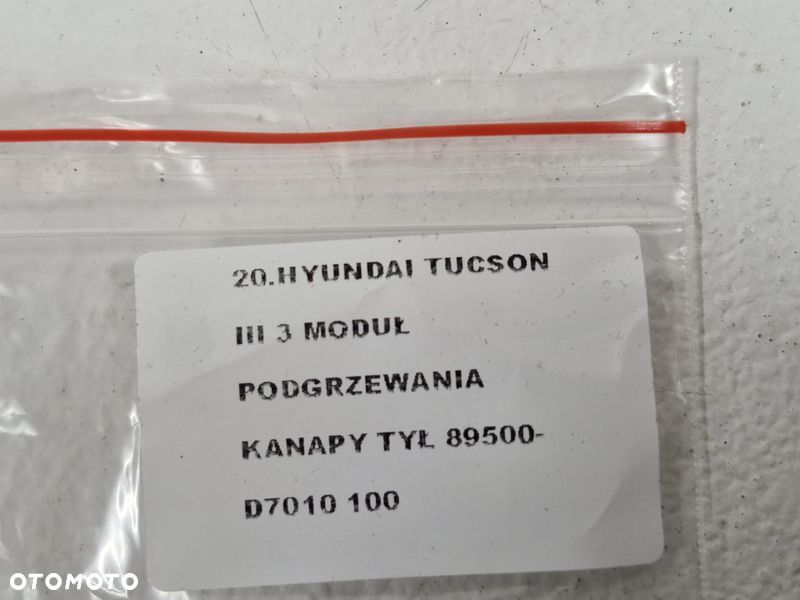 20.HYUNDAI TUCSON
III 3 MODUŁ
PODGRZEWANIA
KANAPY TYŁ 89500-
D7010 100
OTOMOTO